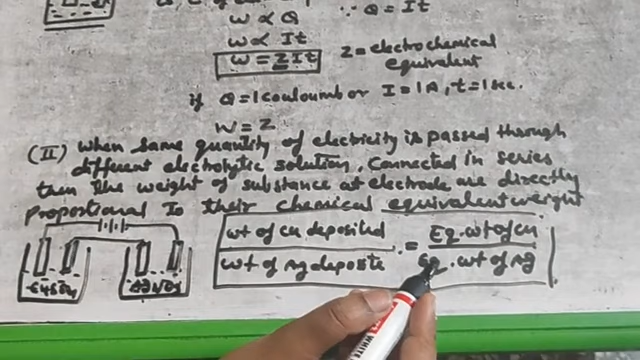 ∵ Q = It
W ∝ Q
W ∝ It
W = ZIt Z = electrochemical equivalent
if Q = 1 couloumb or I = 1A, t = 1 sec.
W = Z
(II) When same quantity of electricity is passed through
different electrolytic solution, connected in series
then the weight of substance at electrode are directly
proportional to their chemical equivalent weight
wt of cu deposited = Eq. wt of cu
wt of Ag deposite Eq. wt of Ag
CuSO4 AgNO3